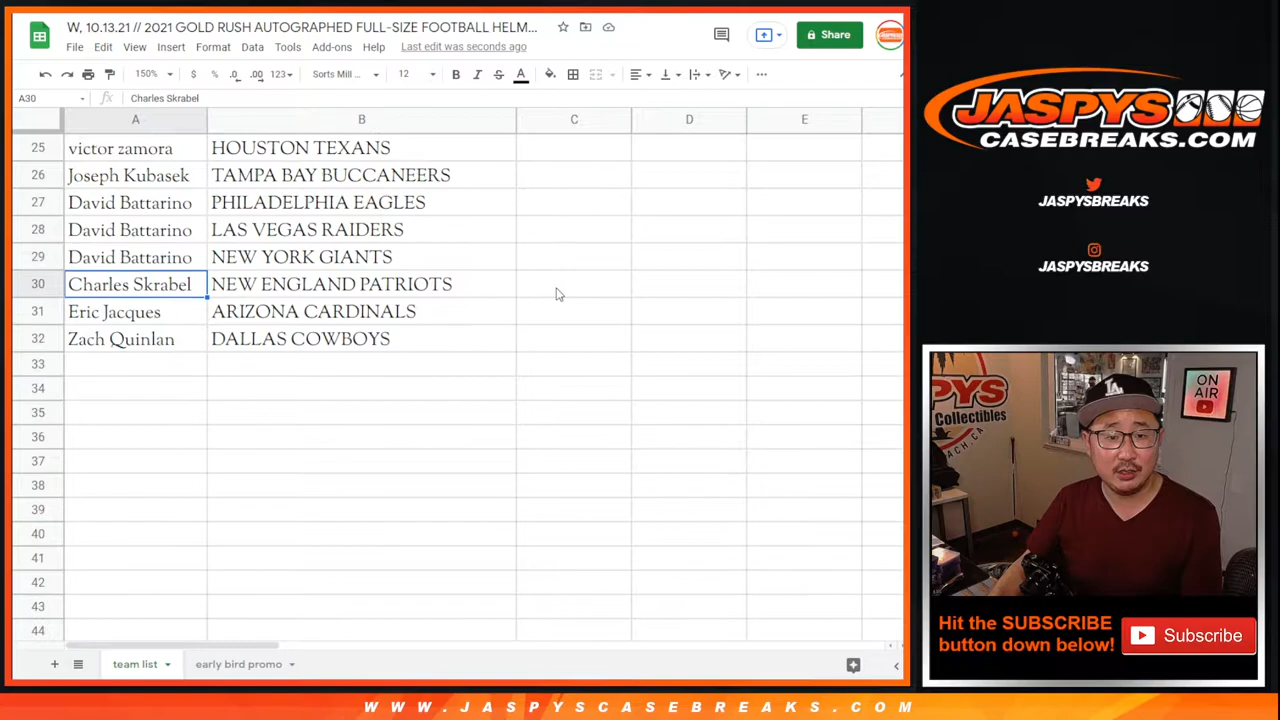 W, 10.13.21 // 2021 GOLD RUSH AUTOGRAPHED FULL-SIZE FOOTBALL HELM...
File Edit View Insert Format Data Tools Add-ons Help Last edit was seconds ago
Share
150% $ % .0 .00 123 Sorts Mill ... 12 B I S A
A30 fx Charles Skrabel
A B C D E
25 victor zamora HOUSTON TEXANS
26 Joseph Kubasek TAMPA BAY BUCCANEERS
27 David Battarino PHILADELPHIA EAGLES
28 David Battarino LAS VEGAS RAIDERS
29 David Battarino NEW YORK GIANTS
30 Charles Skrabel NEW ENGLAND PATRIOTS
31 Eric Jacques ARIZONA CARDINALS
32 Zach Quinlan DALLAS COWBOYS
33
34
35
36
37
38
39
40
41
42
43
44
team list early bird promo
JASPYS
CASEBREAKS.COM
JASPYSBREAKS
JASPYSBREAKS
PYS
Collectibles
LA
ON
AIR
Hit the SUBSCRIBE
button down below!
Subscribe
WWW.JASPYSCASEBREAKS.COM